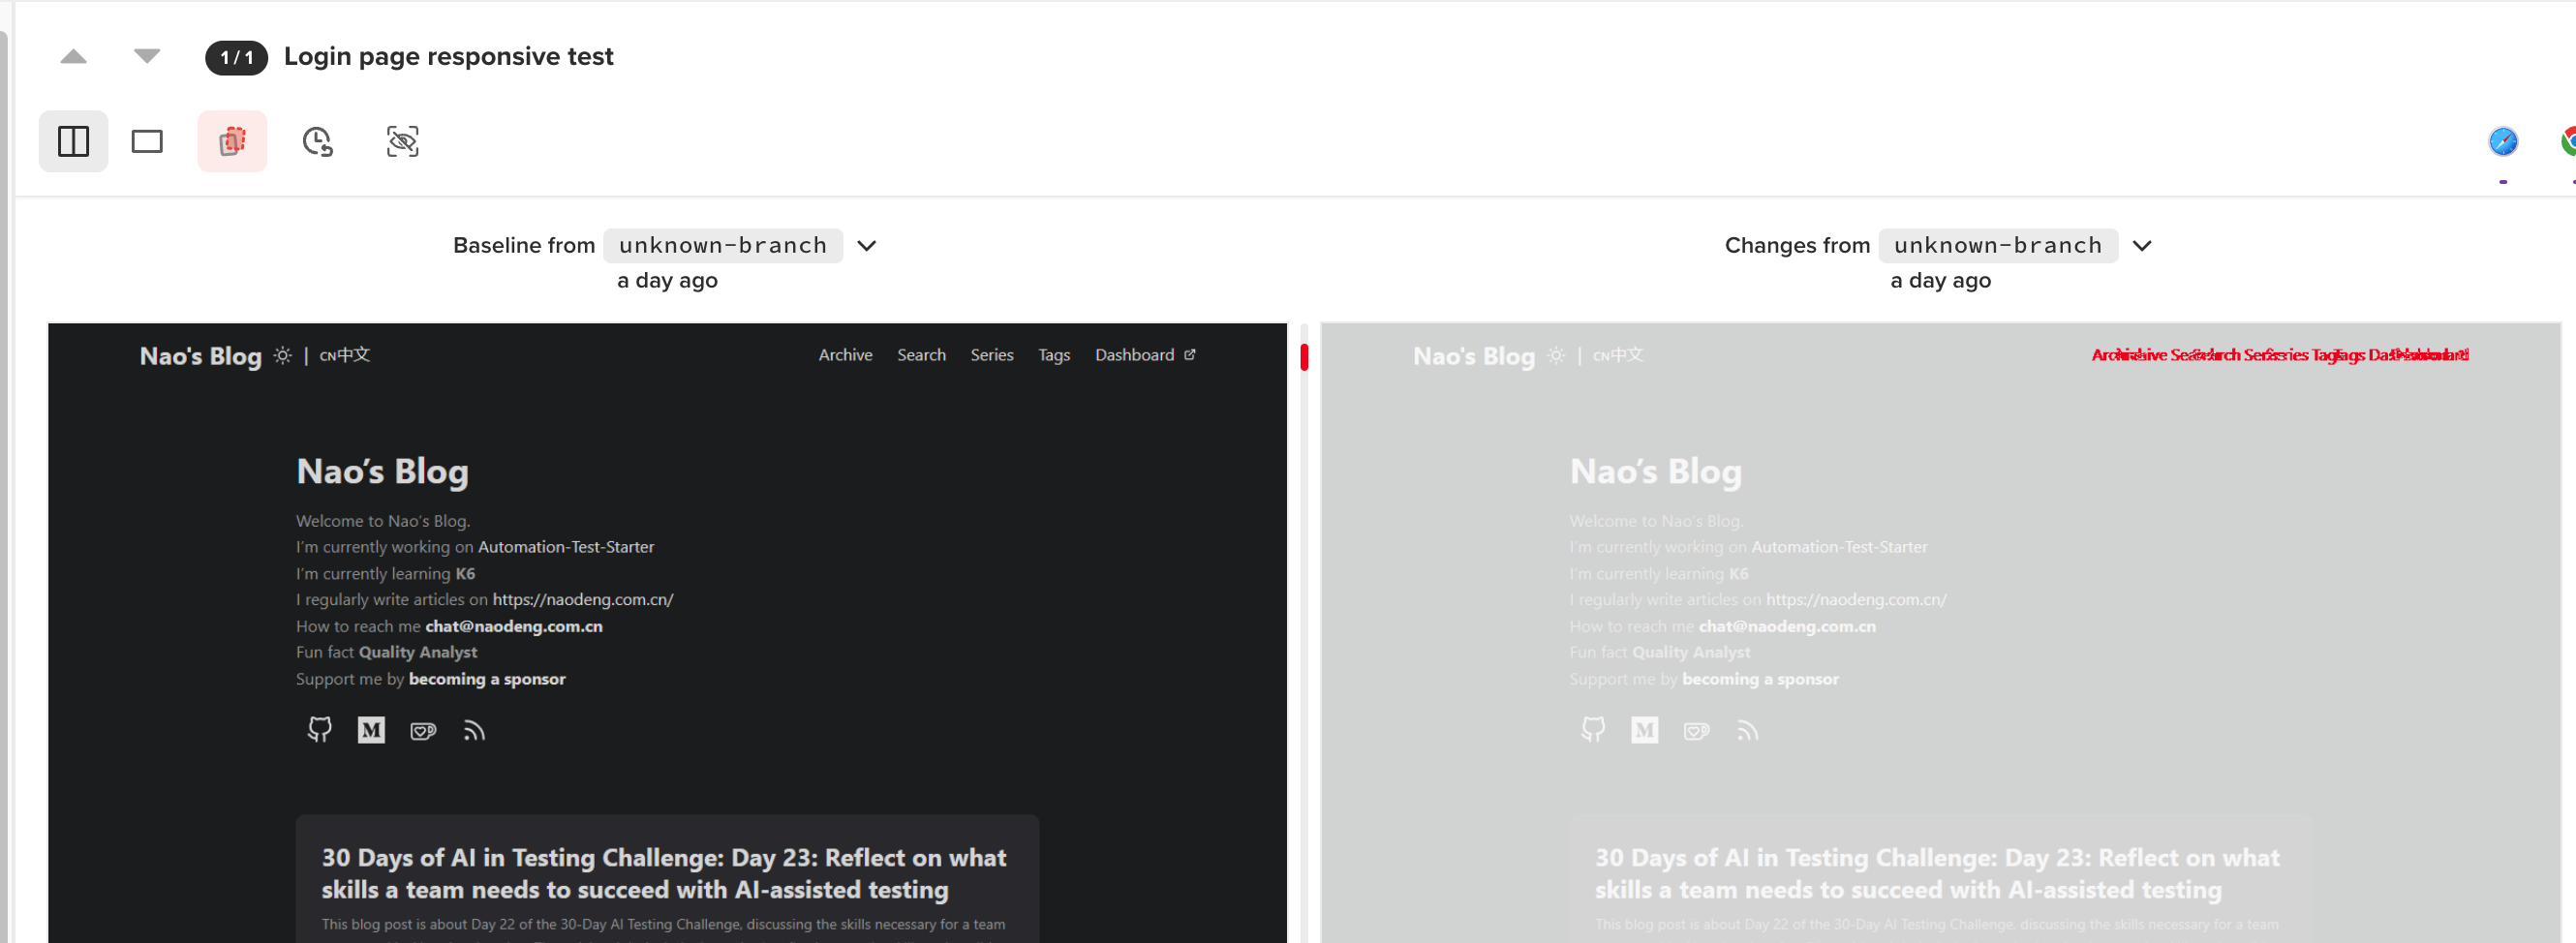 1 / 1 Login page responsive test
Baseline from unknown-branch
a day ago
Changes from unknown-branch
a day ago
Nao's Blog | CN中文 Archive Search Series Tags Dashboard
Nao’s Blog
Welcome to Nao’s Blog.
I’m currently working on Automation-Test-Starter
I’m currently learning K6
I regularly write articles on https://naodeng.com.cn/
How to reach me chat@naodeng.com.cn
Fun fact Quality Analyst
Support me by becoming a sponsor
M
30 Days of AI in Testing Challenge: Day 23: Reflect on what
skills a team needs to succeed with AI-assisted testing
This blog post is about Day 22 of the 30-Day AI Testing Challenge, discussing the skills necessary for a team
Nao's Blog | CN中文
Nao’s Blog
Welcome to Nao’s Blog.
I’m currently working on Automation-Test-Starter
I’m currently learning K6
I regularly write articles on https://naodeng.com.cn/
How to reach me chat@naodeng.com.cn
Fun fact Quality Analyst
Support me by becoming a sponsor
M
30 Days of AI in Testing Challenge: Day 23: Reflect on what
skills a team needs to succeed with AI-assisted testing
This blog post is about Day 22 of the 30-Day AI Testing Challenge, discussing the skills necessary for a team